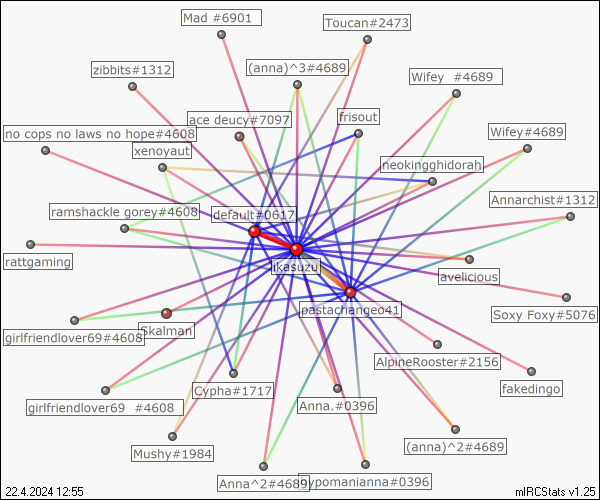 Mad #6901
Toucan#2473
zibbits#1312
(anna)^3#4689
Wifey  #4689
ace deucy#7097
frisout
no cops no laws no hope#4608
Wifey#4689
xenoyaut
neokingghidorah
ramshackle gorey#4608
default#0617
Annarchist#1312
rattgaming
ikasuzu
avelicious
pastachangeo41
Soxy Foxy#5076
girlfriendlover69#4608
Skalman
AlpineRooster#2156
Cypha#1717
fakedingo
girlfriendlover69  #4608
Anna.#0396
Mushy#1984
(anna)^2#4689
Anna^2#4689
ypomanianna#0396
22.4.2024 12:55
mIRCStats v1.25